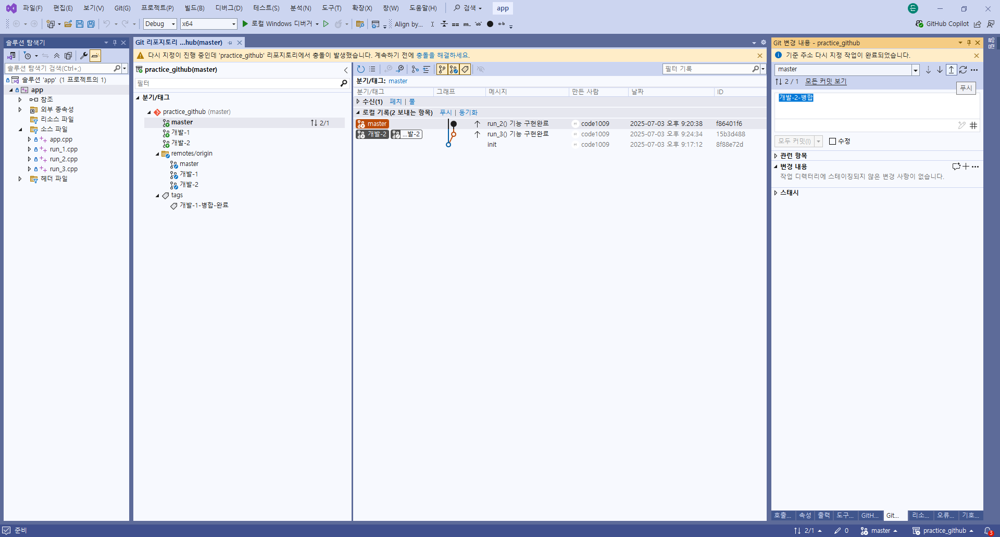 파일(F) 편집(E) 보기(V) Git(G) 프로젝트(P) 빌드(B) 디버그(D) 테스트(S) 분석(N) 도구(T) 확장(X) 창(W) 도움말(H) 검색 app
Debug x64 로컬 Windows 디버거 Align by... GitHub Copilot
솔루션 탐색기
솔루션 탐색기 검색(Ctrl+;)
솔루션 'app' (1 프로젝트의 1)
app
참조
외부 종속성
리소스 파일
소스 파일
app.cpp
run_1.cpp
run_2.cpp
run_3.cpp
헤더 파일
Git 리포지토리 ...hub(master)
다시 지정이 진행 중인데 'practice_github' 리포지토리에서 충돌이 발생했습니다. 계속하기 전에 충돌을 해결하세요.
practice_github(master)
필터
분기/태그
practice_github (master)
master 2/1
개발-1
개발-2
remotes/origin
master
개발-1
개발-2
tags
개발-1-병합-완료
필터 기록
분기/태그: master
분기/태그 그래프 메시지 만든 사람 날짜 ID
수신(1) 페치 | 풀
로컬 기록(2 보내는 항목) 푸시 | 동기화
master run_2() 기능 구현완료 code1009 2025-07-03 오후 9:20:38 f86401f6
개발-2 ...발-2 run_3() 기능 구현완료 code1009 2025-07-03 오후 9:24:34 15b3d488
init code1009 2025-07-03 오후 9:17:12 8f88e72d
Git 변경 내용 - practice_github
기준 주소 다시 지정 작업이 완료되었습니다.
master
2 / 1 모든 커밋 보기
푸시
개발-2-병합
모두 커밋(I) 수정
관련 항목
변경 내용
작업 디렉터리에 스테이징되지 않은 변경 사항이 없습니다.
스태시
알림
호출... 속성 출력 도구... GitH... Git... 리소... 오류... 기호...
준비 2/1 0 master practice_github 3